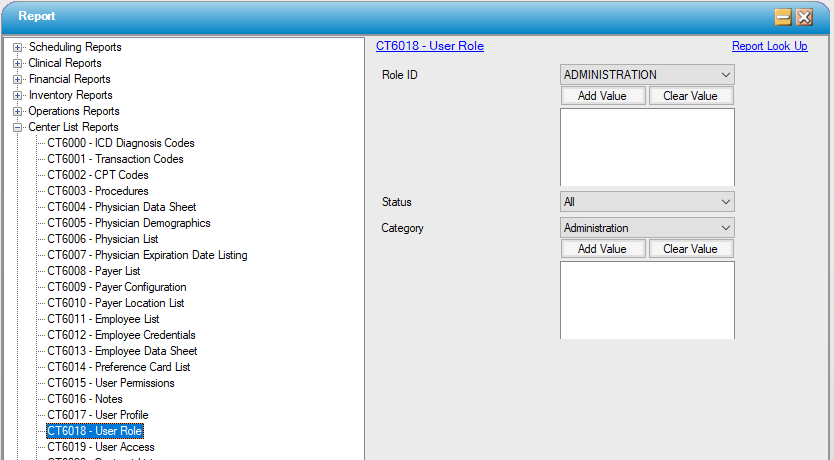 Report
Scheduling Reports
Clinical Reports
Financial Reports
Inventory Reports
Operations Reports
Center List Reports
CT6000 - ICD Diagnosis Codes
CT6001 - Transaction Codes
CT6002 - CPT Codes
CT6003 - Procedures
CT6004 - Physician Data Sheet
CT6005 - Physician Demographics
CT6006 - Physician List
CT6007 - Physician Expiration Date Listing
CT6008 - Payer List
CT6009 - Payer Configuration
CT6010 - Payer Location List
CT6011 - Employee List
CT6012 - Employee Credentials
CT6013 - Employee Data Sheet
CT6014 - Preference Card List
CT6015 - User Permissions
CT6016 - Notes
CT6017 - User Profile
CT6018 - User Role
CT6019 - User Access
CT6018 - User Role
Report Look Up
Role ID
ADMINISTRATION
Add Value
Clear Value
Status
All
Category
Administration
Add Value
Clear Value